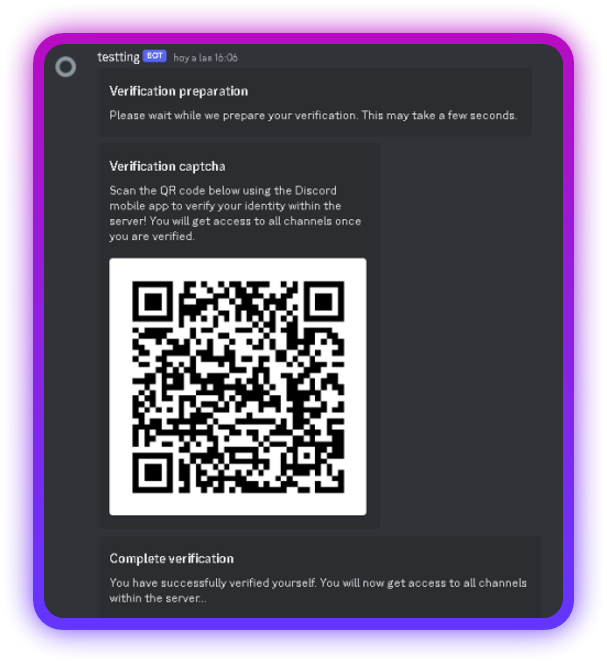 testting BOT hoy a las 16:06
Verification preparation
Please wait while we prepare your verification. This may take a few seconds.
Verification captcha
Scan the QR code below using the Discord
mobile app to verify your identity within the
server! You will get access to all channels once
you are verified.
Complete verification
You have successfully verified yourself. You will now get access to all channels
within the server...